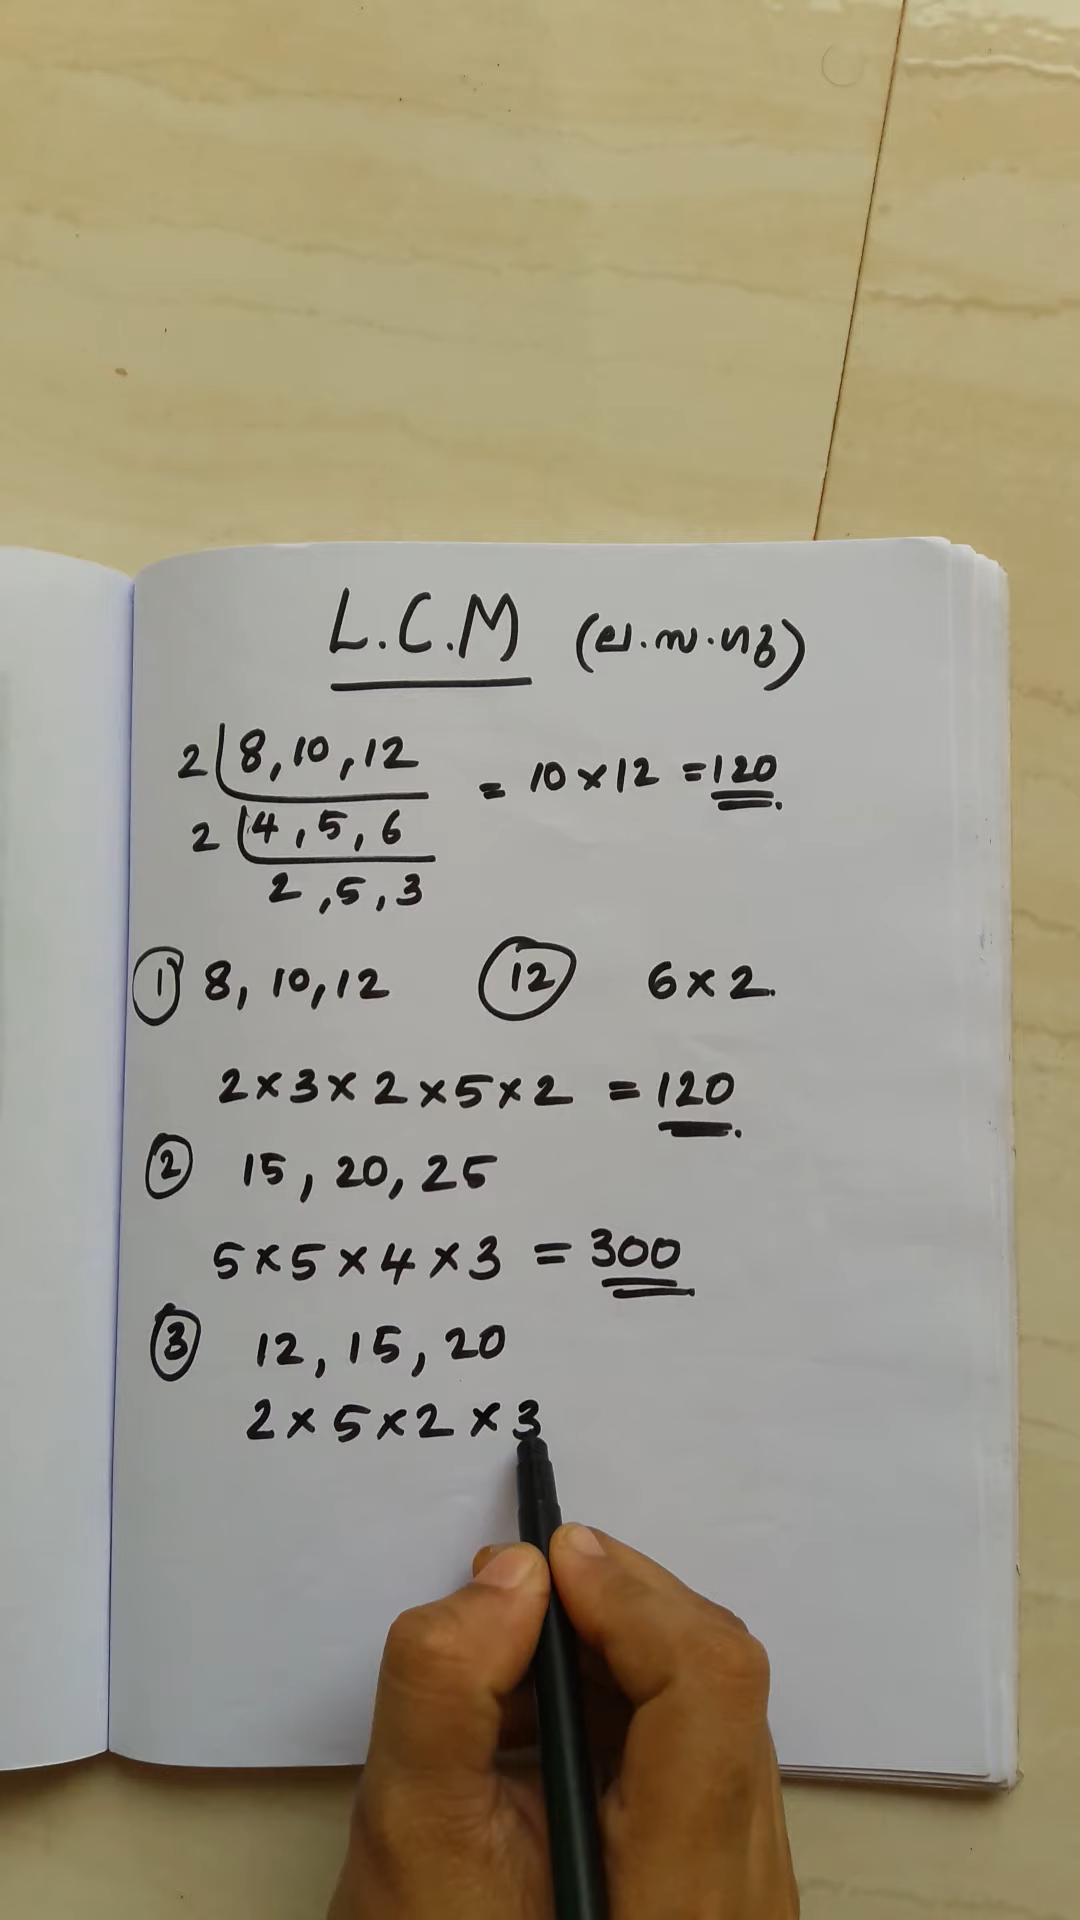 L.C.M (ല.സ.ഗു)
2 8, 10, 12 = 10 × 12 = 120
2 4, 5, 6
2, 5, 3
1 8, 10, 12 12 6 × 2.
2 × 3 × 2 × 5 × 2 = 120.
2 15, 20, 25
5 × 5 × 4 × 3 = 300
3 12, 15, 20
2 × 5 × 2 × 3